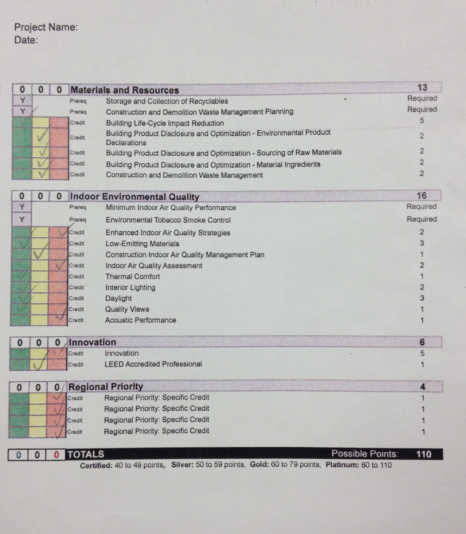 Project Name:
Date:
0 0 0 Materials and Resources 13
Y Prereq Storage and Collection of Recyclables Required
Y Prereq Construction and Demolition Waste Management Planning Required
Credit Building Life-Cycle Impact Reduction 5
Credit Building Product Disclosure and Optimization - Environmental Product
Declarations 2
Credit Building Product Disclosure and Optimization - Sourcing of Raw Materials 2
Credit Building Product Disclosure and Optimization - Material Ingredients 2
Credit Construction and Demolition Waste Management 2
0 0 0 Indoor Environmental Quality 16
Y Prereq Minimum Indoor Air Quality Performance Required
Y Prereq Environmental Tobacco Smoke Control Required
Credit Enhanced Indoor Air Quality Strategies 2
Credit Low-Emitting Materials 3
Credit Construction Indoor Air Quality Management Plan 1
Credit Indoor Air Quality Assessment 2
Credit Thermal Comfort 1
Credit Interior Lighting 2
Credit Daylight 3
Credit Quality Views 1
Credit Acoustic Performance 1
0 0 0 Innovation 6
Credit Innovation 5
Credit LEED Accredited Professional 1
0 0 0 Regional Priority 4
Credit Regional Priority: Specific Credit 1
Credit Regional Priority: Specific Credit 1
Credit Regional Priority: Specific Credit 1
Credit Regional Priority: Specific Credit 1
0 0 0 TOTALS Possible Points: 110
Certified: 40 to 49 points, Silver: 50 to 59 points, Gold: 60 to 79 points, Platinum: 80 to 110